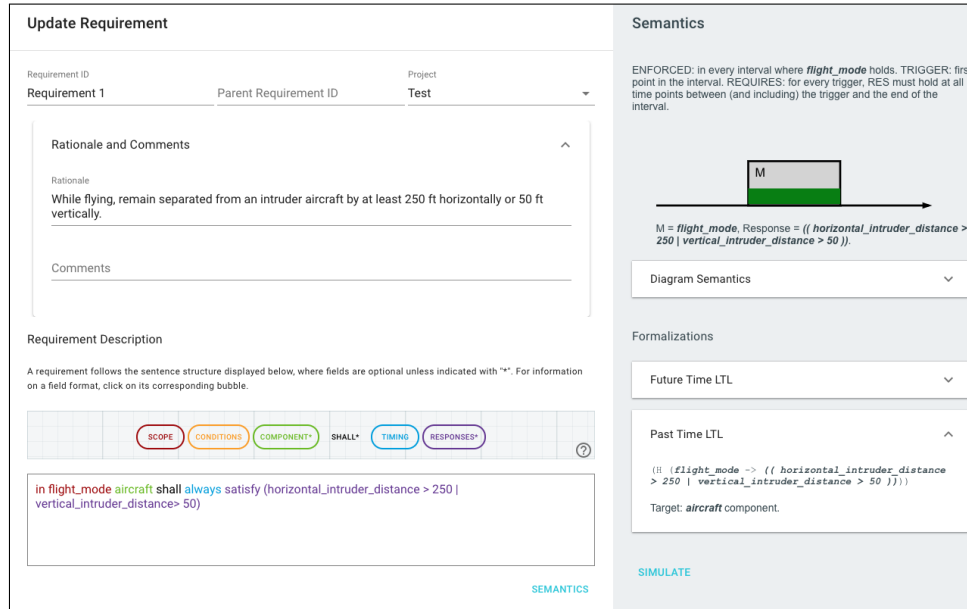 Update Requirement
Requirement ID
Requirement 1
Parent Requirement ID
Project
Test
Rationale and Comments
Rationale
While flying, remain separated from an intruder aircraft by at least 250 ft horizontally or 50 ft
vertically.
Comments
Requirement Description
A requirement follows the sentence structure displayed below, where fields are optional unless indicated with "*". For information
on a field format, click on its corresponding bubble.
SCOPE CONDITIONS COMPONENT* SHALL* TIMING RESPONSES*
?
in flight_mode aircraft shall always satisfy (horizontal_intruder_distance > 250 |
vertical_intruder_distance> 50)
SEMANTICS
Semantics
ENFORCED: in every interval where flight_mode holds. TRIGGER: firs
point in the interval. REQUIRES: for every trigger, RES must hold at all
time points between (and including) the trigger and the end of the
interval.
M
M = flight_mode, Response = (( horizontal_intruder_distance >
250 | vertical_intruder_distance > 50 )).
Diagram Semantics
Formalizations
Future Time LTL
Past Time LTL
(H (flight_mode -> (( horizontal_intruder_distance
> 250 | vertical_intruder_distance > 50 ))))
Target: aircraft component.
SIMULATE